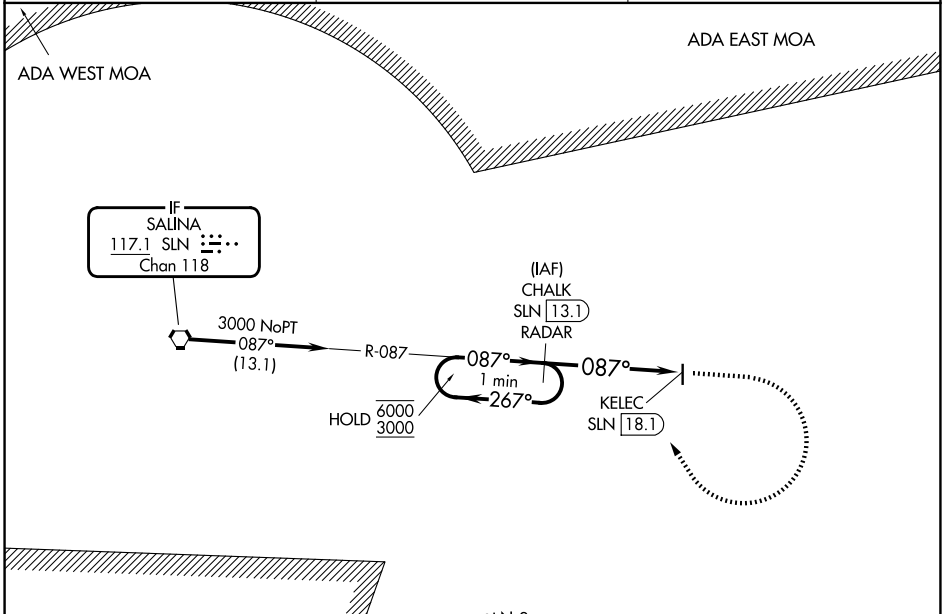 ADA EAST MOA
ADA WEST MOA
IF
SALINA
117.1 SLN
Chan 118
(IAF)
CHALK
SLN 13.1
RADAR
3000 NoPT
087°
(13.1)
R-087
087°
1 min
267°
087°
HOLD 6000
3000
KELEC
SLN 18.1